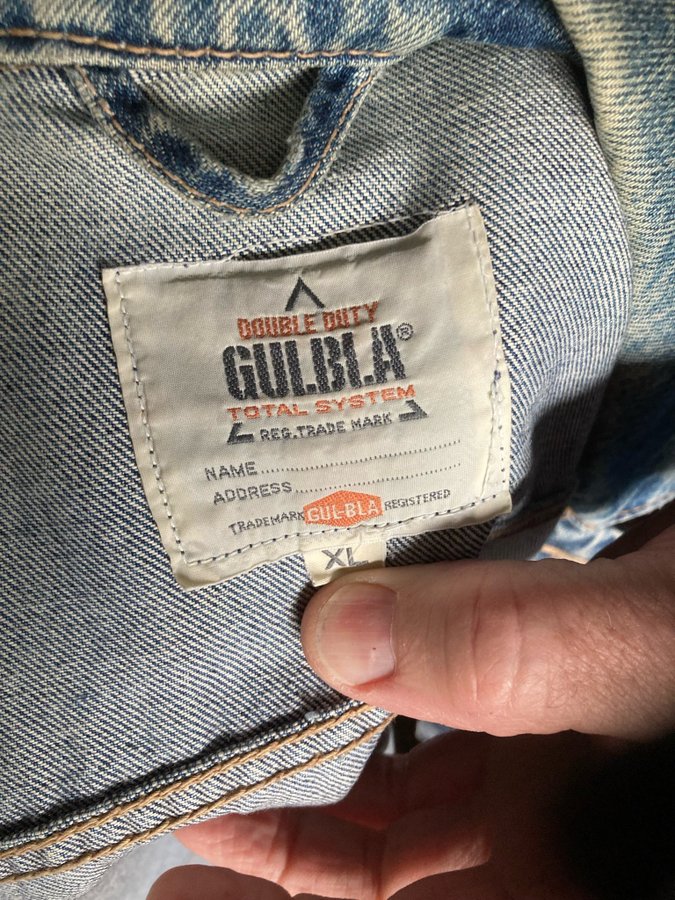 DOUBLE DUTY
GULBLA®
TOTAL SYSTEM
REG. TRADE MARK
NAME..............................
ADDRESS..............................
TRADEMARK GUL-BLA REGISTERED
XL